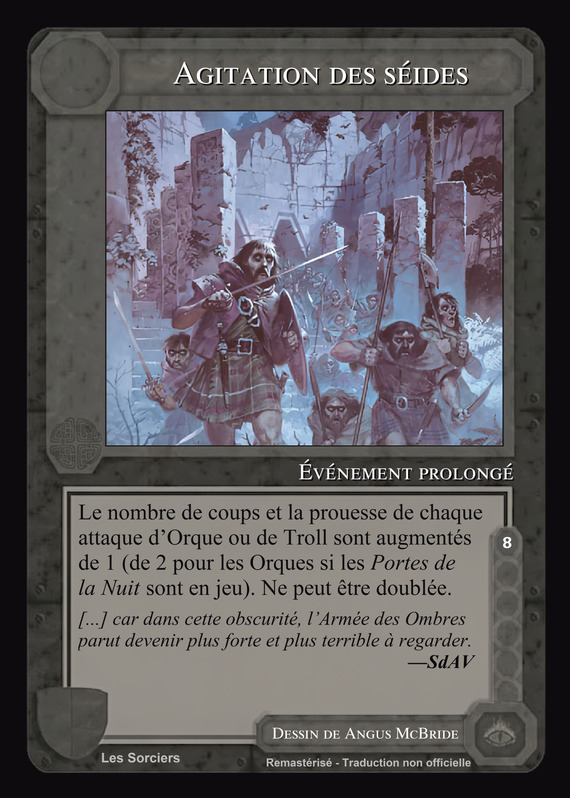 Agitation des séides
Événement prolongé
Le nombre de coups et la prouesse de chaque
attaque d'Orque ou de Troll sont augmentés
de 1 (de 2 pour les Orques si les Portes de
la Nuit sont en jeu). Ne peut être doublée.
8
[...] car dans cette obscurité, l'Armée des Ombres
parut devenir plus forte et plus terrible à regarder.
—SdAV
Dessin de Angus McBride
Les Sorciers
Remastérisé - Traduction non officielle